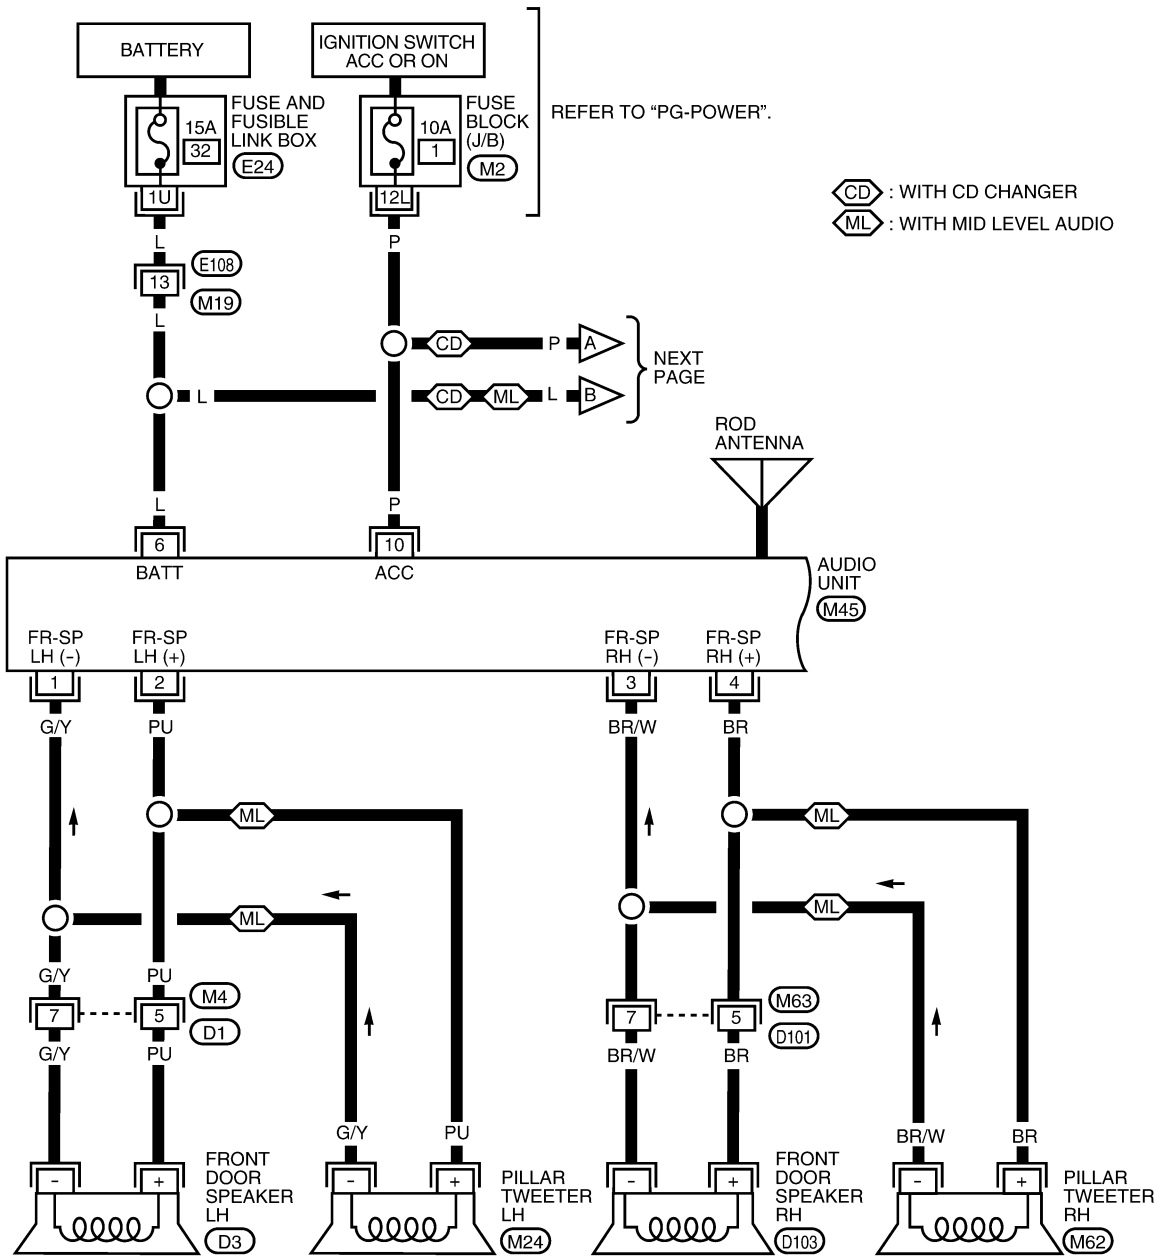 BATTERY
IGNITION SWITCH
ACC OR ON
FUSE AND
FUSIBLE
LINK BOX
E24
15A
32
1U
FUSE
BLOCK
(J/B)
M2
10A
1
12L
REFER TO “PG-POWER”.
CD : WITH CD CHANGER
ML : WITH MID LEVEL AUDIO
L
P
E108
13
M19
L
CD
P
A
L
CD
ML
L
B
NEXT
PAGE
ROD
ANTENNA
L
P
6
10
BATT
ACC
AUDIO
UNIT
M45
FR-SP
LH (-)
FR-SP
LH (+)
FR-SP
RH (-)
FR-SP
RH (+)
1
2
3
4
G/Y
PU
BR/W
BR
ML
ML
ML
ML
G/Y
PU
M4
7
5
D1
M63
7
5
D101
G/Y
PU
BR/W
BR
G/Y
PU
BR/W
BR
-
+
-
+
-
+
-
+
FRONT
DOOR
SPEAKER
LH
D3
PILLAR
TWEETER
LH
M24
FRONT
DOOR
SPEAKER
RH
D103
PILLAR
TWEETER
RH
M62